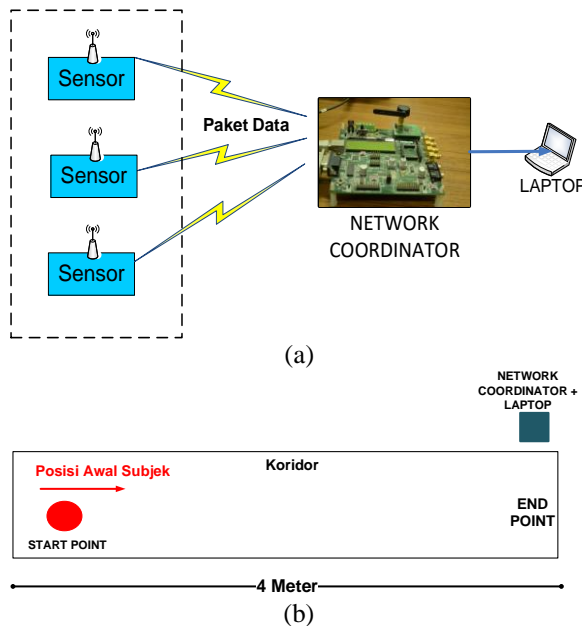 Sensor
Sensor
Sensor
Paket Data
NETWORK
COORDINATOR
LAPTOP
(a)
NETWORK
COORDINATOR +
LAPTOP
Koridor
Posisi Awal Subjek
START POINT
END
POINT
4 Meter
(b)